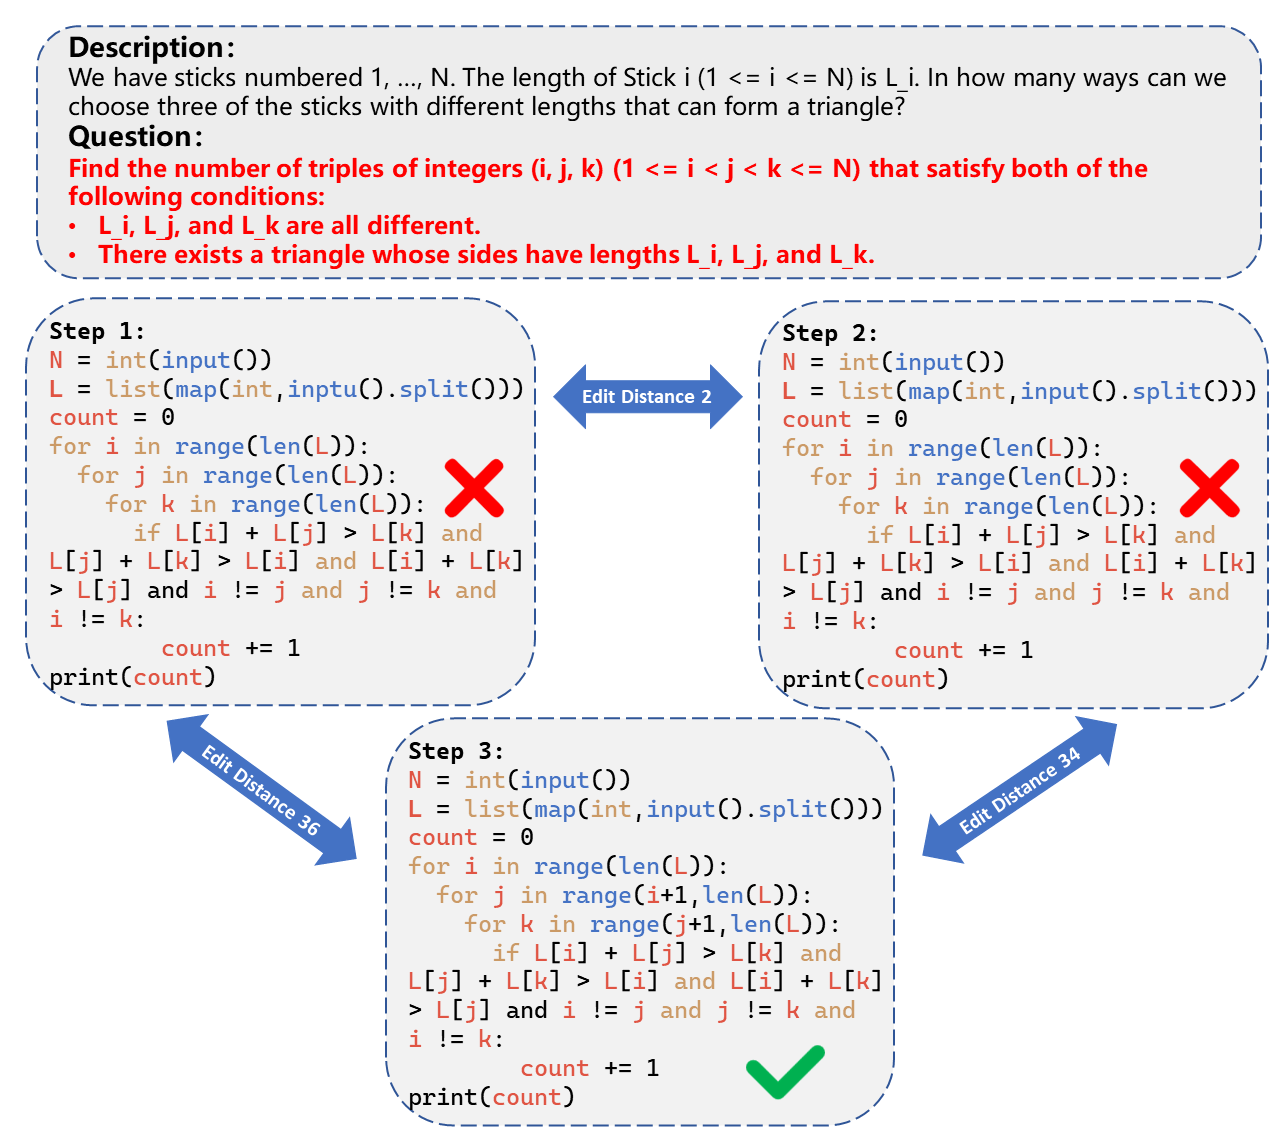 Description:
We have sticks numbered 1, ..., N. The length of Stick i (1 <= i <= N) is L_i. In how many ways can we
choose three of the sticks with different lengths that can form a triangle?
Question:
Find the number of triples of integers (i, j, k) (1 <= i < j < k <= N) that satisfy both of the
following conditions:
• L_i, L_j, and L_k are all different.
• There exists a triangle whose sides have lengths L_i, L_j, and L_k.
Step 1:
N = int(input())
L = list(map(int,inptu().split()))
count = 0
for i in range(len(L)):
  for j in range(len(L)):
    for k in range(len(L)):
      if L[i] + L[j] > L[k] and
L[j] + L[k] > L[i] and L[i] + L[k]
> L[j] and i != j and j != k and
i != k:
        count += 1
print(count)
Edit Distance 2
Step 2:
N = int(input())
L = list(map(int,input().split()))
count = 0
for i in range(len(L)):
  for j in range(len(L)):
    for k in range(len(L)):
      if L[i] + L[j] > L[k] and
L[j] + L[k] > L[i] and L[i] + L[k]
> L[j] and i != j and j != k and
i != k:
        count += 1
print(count)
Edit Distance 36
Edit Distance 34
Step 3:
N = int(input())
L = list(map(int,input().split()))
count = 0
for i in range(len(L)):
  for j in range(i+1,len(L)):
    for k in range(j+1,len(L)):
      if L[i] + L[j] > L[k] and
L[j] + L[k] > L[i] and L[i] + L[k]
> L[j] and i != j and j != k and
i != k:
        count += 1
print(count)